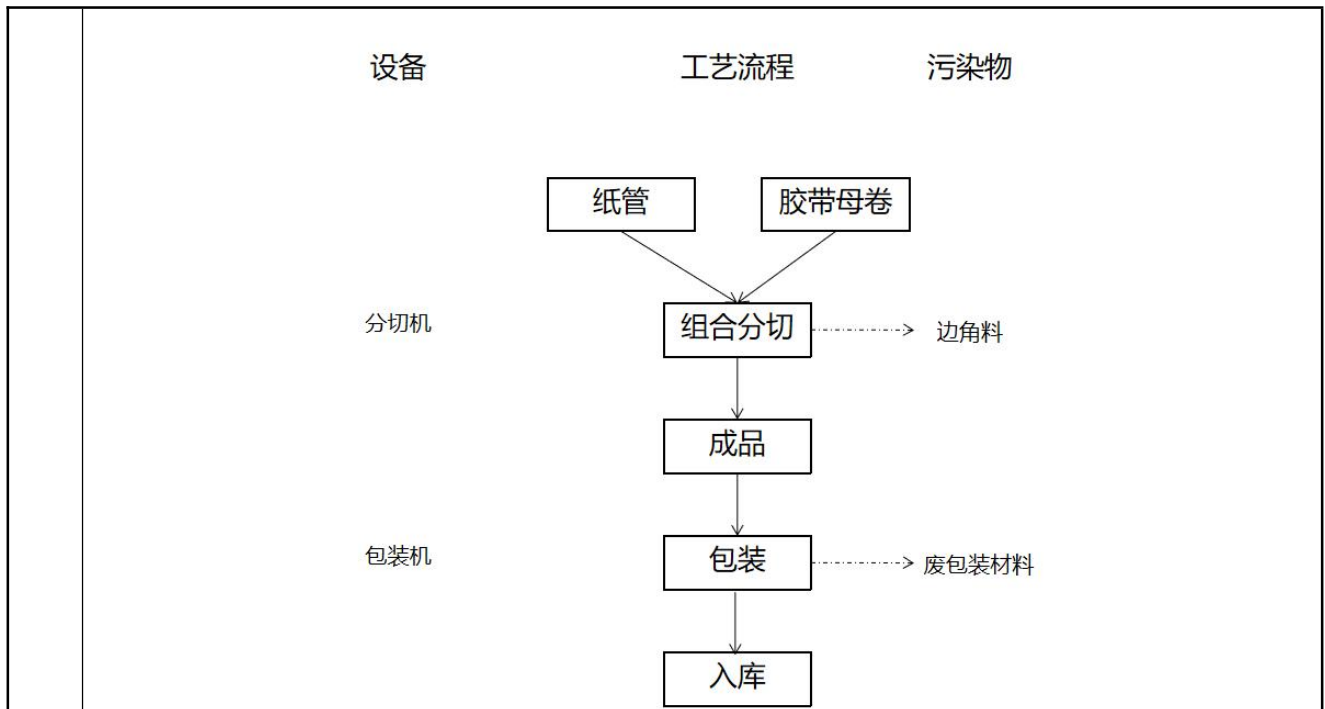 设备 工艺流程 污染物
纸管 胶带母卷
分切机 组合分切 边角料
成品
包装机 包装 废包装材料
入库